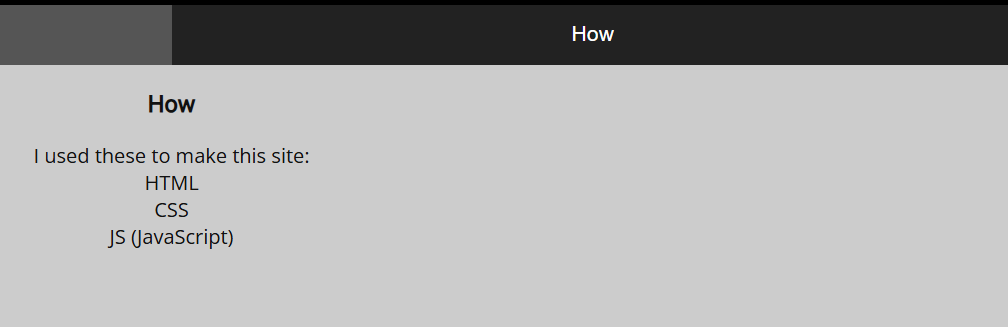 How
How
I used these to make this site:
HTML
CSS
JS (JavaScript)